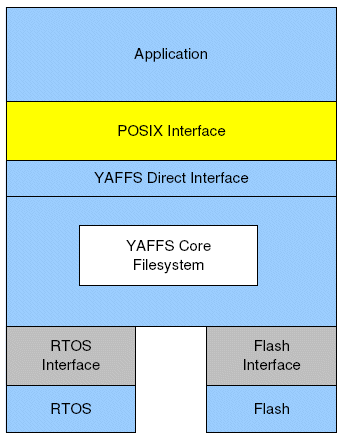 Application
POSIX Interface
YAFFS Direct Interface
YAFFS Core
Filesystem
RTOS
Interface
Flash
Interface
RTOS
Flash